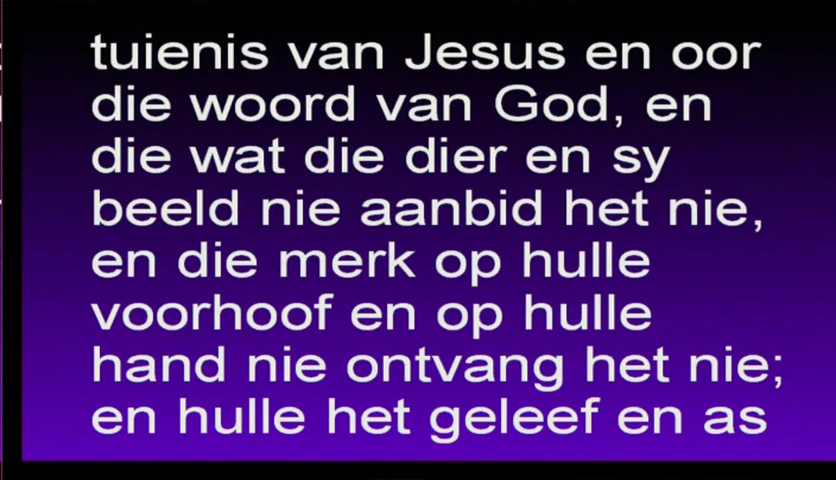 tuienis van Jesus en oor
die woord van God, en
die wat die dier en sy
beeld nie aanbid het nie,
en die merk op hulle
voorhoof en op hulle
hand nie ontvang het nie;
en hulle het geleef en as